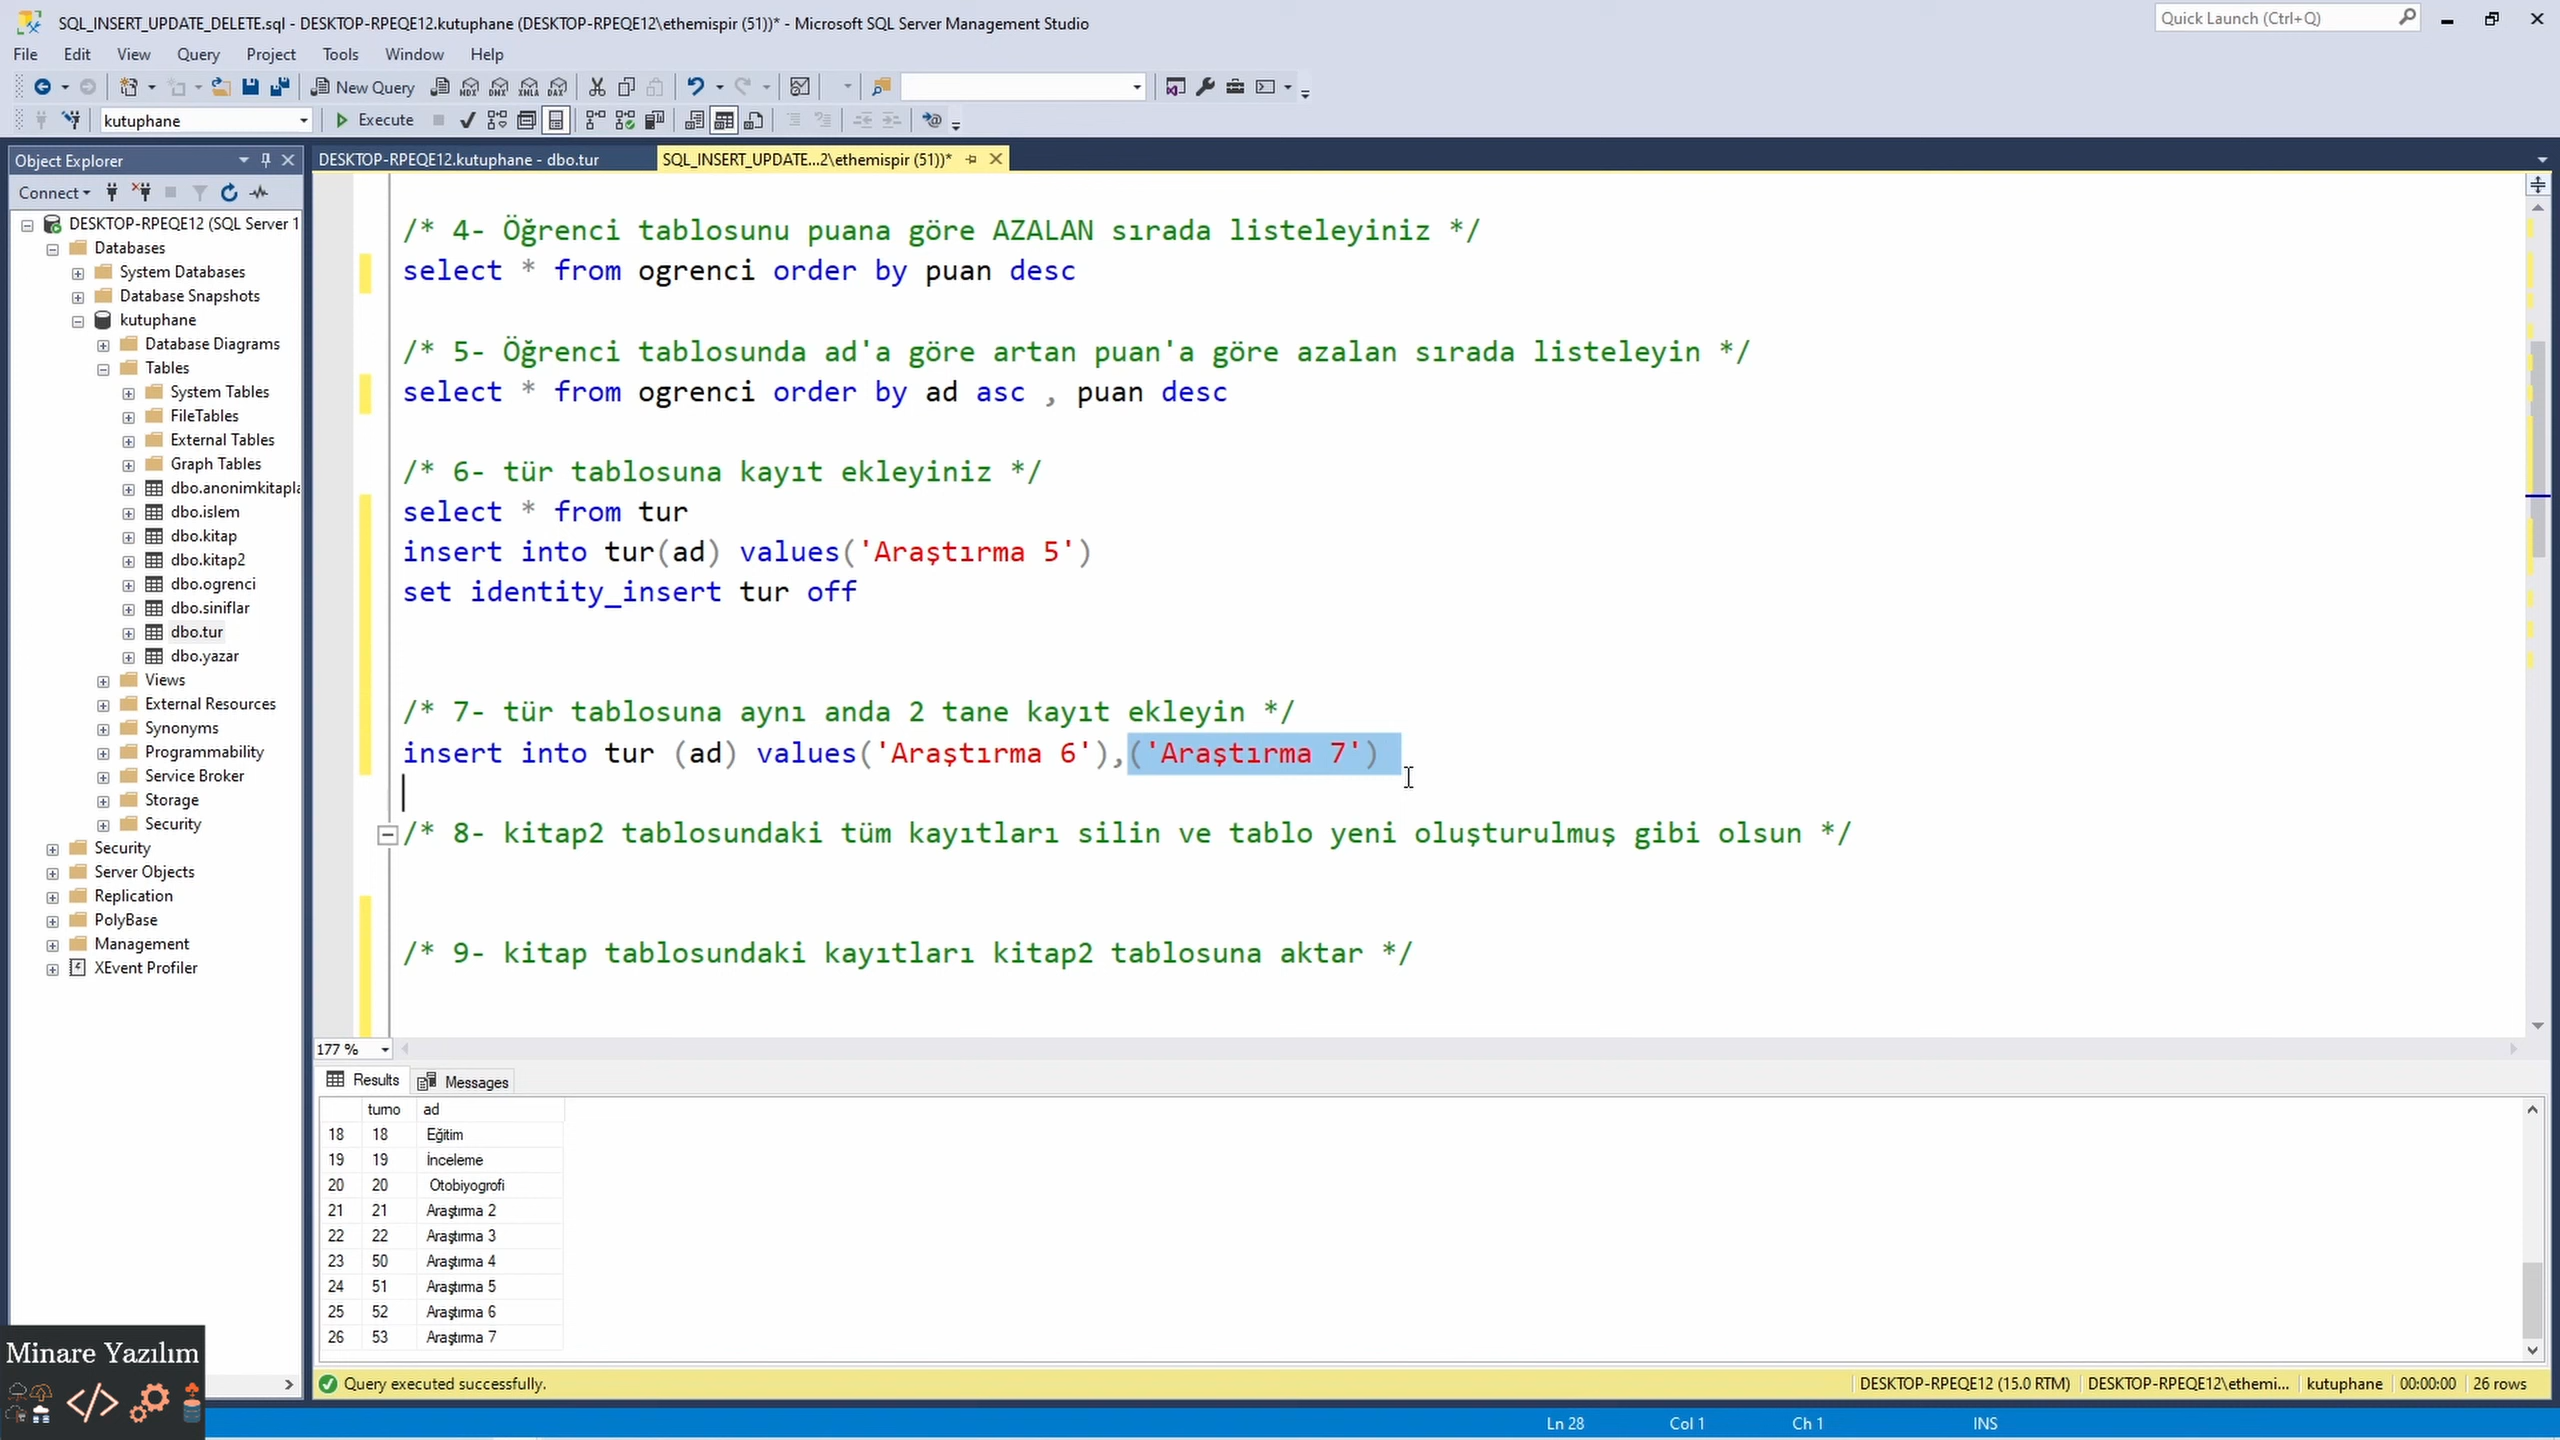 SQL_INSERT_UPDATE_DELETE.sql - DESKTOP-RPEQE12.kutuphane (DESKTOP-RPEQE12\ethemispir (51))* - Microsoft SQL Server Management Studio
Quick Launch (Ctrl+Q)
File Edit View Query Project Tools Window Help
New Query
MDX DMX XMLA DAX
kutuphane
Execute
Object Explorer
DESKTOP-RPEQE12.kutuphane - dbo.tur
SQL_INSERT_UPDATE...2\ethemispir (51))*
Connect
DESKTOP-RPEQE12 (SQL Server 1
Databases
System Databases
Database Snapshots
kutuphane
Database Diagrams
Tables
System Tables
FileTables
External Tables
Graph Tables
dbo.anonimkitapla
dbo.islem
dbo.kitap
dbo.kitap2
dbo.ogrenci
dbo.siniflar
dbo.tur
dbo.yazar
Views
External Resources
Synonyms
Programmability
Service Broker
Storage
Security
Security
Server Objects
Replication
PolyBase
Management
XEvent Profiler
/* 4- Öğrenci tablosunu puana göre AZALAN sırada listeleyiniz */
select * from ogrenci order by puan desc
/* 5- Öğrenci tablosunda ad'a göre artan puan'a göre azalan sırada listeleyin */
select * from ogrenci order by ad asc , puan desc
/* 6- tür tablosuna kayıt ekleyiniz */
select * from tur
insert into tur(ad) values('Araştırma 5')
set identity_insert tur off
/* 7- tür tablosuna aynı anda 2 tane kayıt ekleyin */
insert into tur (ad) values('Araştırma 6'),('Araştırma 7')
/* 8- kitap2 tablosundaki tüm kayıtları silin ve tablo yeni oluşturulmuş gibi olsun */
/* 9- kitap tablosundaki kayıtları kitap2 tablosuna aktar */
177 %
Results Messages
turno ad
18 18 Eğitim
19 19 İnceleme
20 20 Otobiyogrofi
21 21 Araştırma 2
22 22 Araştırma 3
23 50 Araştırma 4
24 51 Araştırma 5
25 52 Araştırma 6
26 53 Araştırma 7
Query executed successfully.
DESKTOP-RPEQE12 (15.0 RTM) DESKTOP-RPEQE12\ethemi... kutuphane 00:00:00 26 rows
Ln 28 Col 1 Ch 1 INS
Minare Yazılım